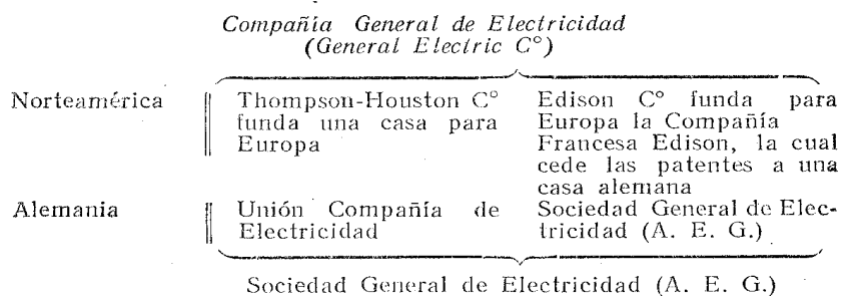 Compañía General de Electricidad
(General Electric C°)
Norteamérica
Thompson-Houston C°
funda una casa para
Europa
Edison C° funda para
Europa la Compañía
Francesa Edison, la cual
cede las patentes a una
casa alemana
Alemania
Unión Compañía de
Electricidad
Sociedad General de Elec-
tricidad (A. E. G.)
Sociedad General de Electricidad (A. E. G.)